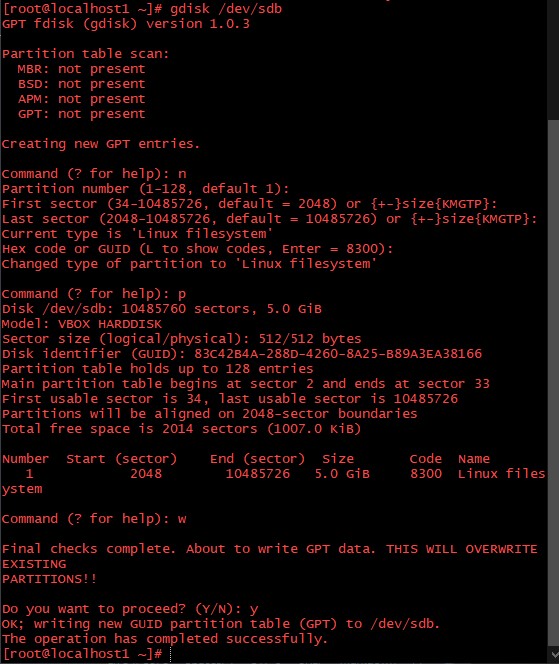 [root@localhost1 ~]# gdisk /dev/sdb
GPT fdisk (gdisk) version 1.0.3
Partition table scan:
  MBR: not present
  BSD: not present
  APM: not present
  GPT: not present
Creating new GPT entries.
Command (? for help): n
Partition number (1-128, default 1):
First sector (34-10485726, default = 2048) or {+-}size{KMGTP}:
Last sector (2048-10485726, default = 10485726) or {+-}size{KMGTP}:
Current type is 'Linux filesystem'
Hex code or GUID (L to show codes, Enter = 8300):
Changed type of partition to 'Linux filesystem'
Command (? for help): p
Disk /dev/sdb: 10485760 sectors, 5.0 GiB
Model: VBOX HARDDISK
Sector size (logical/physical): 512/512 bytes
Disk identifier (GUID): 83C42B4A-288D-4260-8A25-B89A3EA38166
Partition table holds up to 128 entries
Main partition table begins at sector 2 and ends at sector 33
First usable sector is 34, last usable sector is 10485726
Partitions will be aligned on 2048-sector boundaries
Total free space is 2014 sectors (1007.0 KiB)
Number  Start (sector)    End (sector)  Size       Code  Name
   1            2048        10485726   5.0 GiB     8300  Linux files
ystem
Command (? for help): w
Final checks complete. About to write GPT data. THIS WILL OVERWRITE
EXISTING
PARTITIONS!!
Do you want to proceed? (Y/N): y
OK; writing new GUID partition table (GPT) to /dev/sdb.
The operation has completed successfully.
[root@localhost1 ~]#